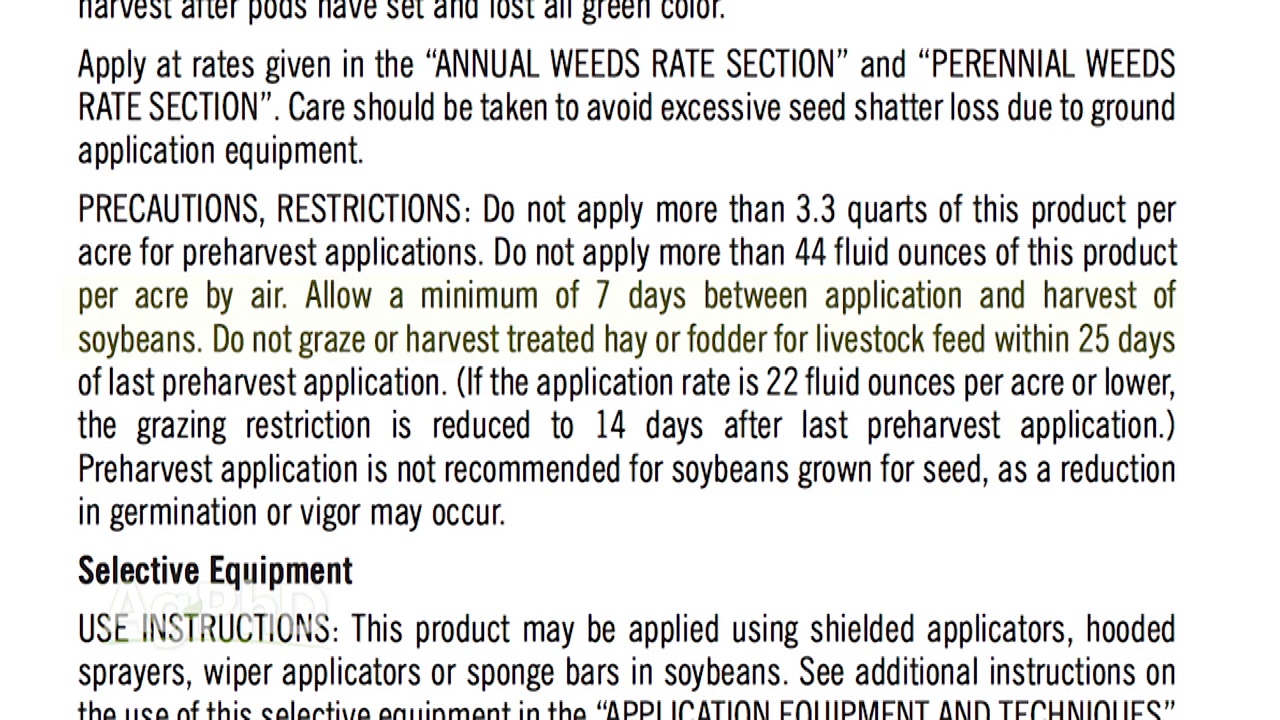 harvest after pods have set and lost all green color.
Apply at rates given in the “ANNUAL WEEDS RATE SECTION” and “PERENNIAL WEEDS
RATE SECTION”. Care should be taken to avoid excessive seed shatter loss due to ground
application equipment.
PRECAUTIONS, RESTRICTIONS: Do not apply more than 3.3 quarts of this product per
acre for preharvest applications. Do not apply more than 44 fluid ounces of this product
per acre by air. Allow a minimum of 7 days between application and harvest of
soybeans. Do not graze or harvest treated hay or fodder for livestock feed within 25 days
of last preharvest application. (If the application rate is 22 fluid ounces per acre or lower,
the grazing restriction is reduced to 14 days after last preharvest application.)
Preharvest application is not recommended for soybeans grown for seed, as a reduction
in germination or vigor may occur.
Selective Equipment
AgPhD
USE INSTRUCTIONS: This product may be applied using shielded applicators, hooded
sprayers, wiper applicators or sponge bars in soybeans. See additional instructions on
the use of this selective equipment in the “APPLICATION EQUIPMENT AND TECHNIQUES”